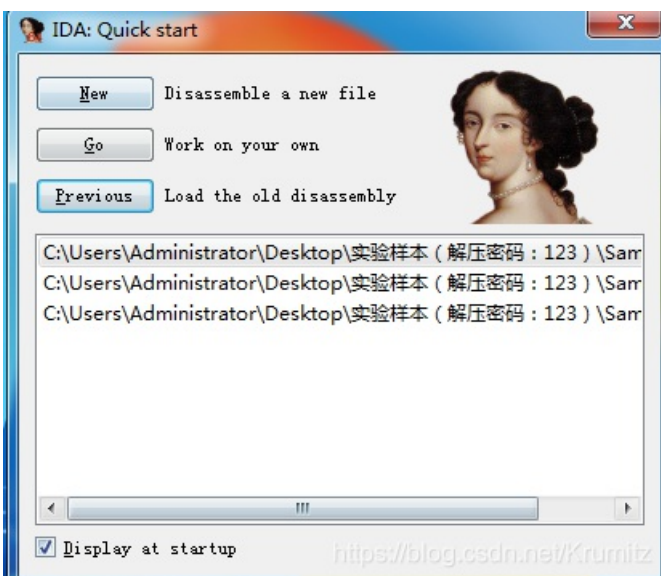 IDA: Quick start
New Disassemble a new file
Go Work on your own
Previous Load the old disassembly
C:\Users\Administrator\Desktop\实验样本（解压密码：123）\Sam
C:\Users\Administrator\Desktop\实验样本（解压密码：123）\Sam
C:\Users\Administrator\Desktop\实验样本（解压密码：123）\Sam
Display at startup
https://blog.csdn.net/Krumitz